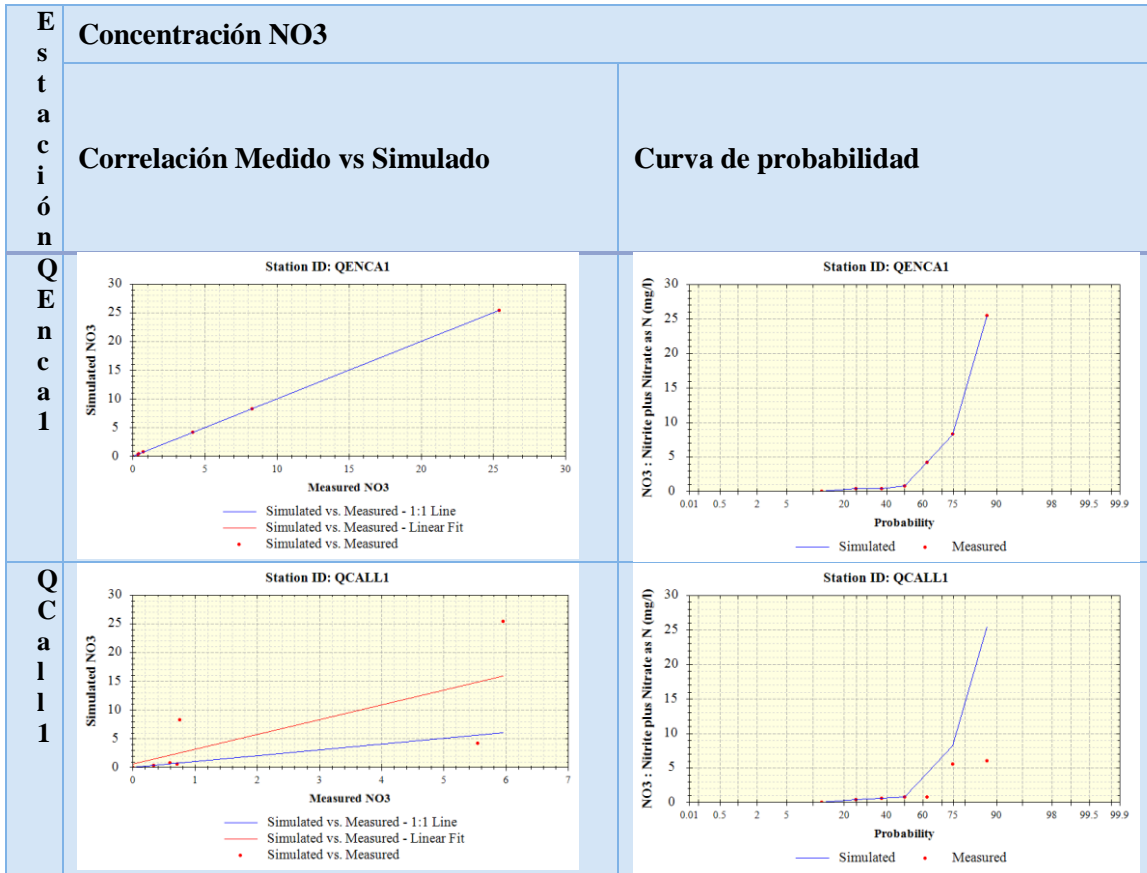 Estación
Concentración NO3
Correlación Medido vs Simulado
Curva de probabilidad
QEnca1
Station ID: QENCA1
30
25
20
15
10
5
0
Simulated NO3
5 10 15 20 25 30
Measured NO3
Simulated vs. Measured - 1:1 Line
Simulated vs. Measured - Linear Fit
Simulated vs. Measured
Station ID: QENCA1
30
25
20
15
10
5
0
NO3 : Nitrite plus Nitrate as N (mg/l)
0.01 0.5 2 5 20 40 60 75 90 98 99.5 99.9
Probability
Simulated Measured
QCall1
Station ID: QCALL1
30
25
20
15
10
5
0
Simulated NO3
1 2 3 4 5 6 7
Measured NO3
Simulated vs. Measured - 1:1 Line
Simulated vs. Measured - Linear Fit
Simulated vs. Measured
Station ID: QCALL1
30
25
20
15
10
5
0
NO3 : Nitrite plus Nitrate as N (mg/l)
0.01 0.5 2 5 20 40 60 75 90 98 99.5 99.9
Probability
Simulated Measured